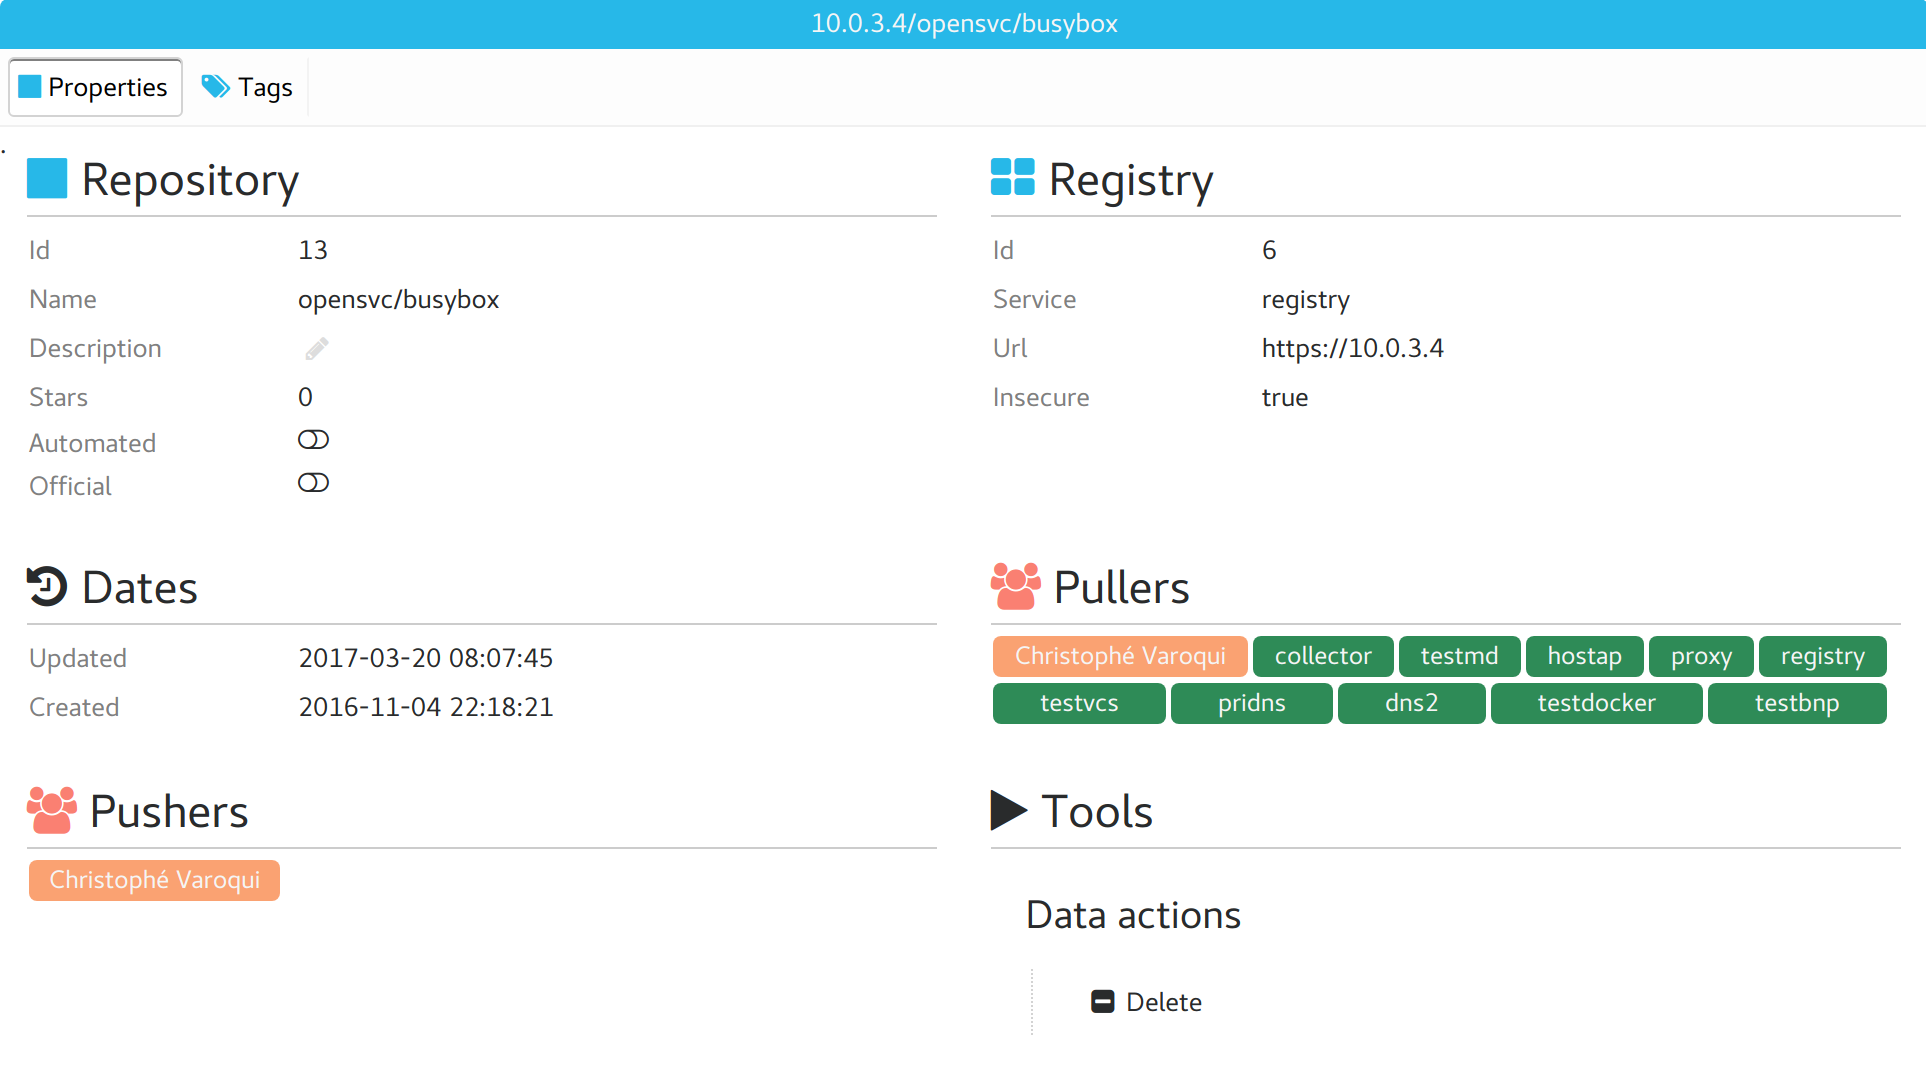 10.0.3.4/opensvc/busybox
Properties Tags
.
Repository
Id 13
Name opensvc/busybox
Description
Stars 0
Automated
Official
Registry
Id 6
Service registry
Url https://10.0.3.4
Insecure true
Dates
Updated 2017-03-20 08:07:45
Created 2016-11-04 22:18:21
Pullers
Christophé Varoqui collector testmd hostap proxy registry
testvcs pridns dns2 testdocker testbnp
Pushers
Christophé Varoqui
Tools
Data actions
Delete